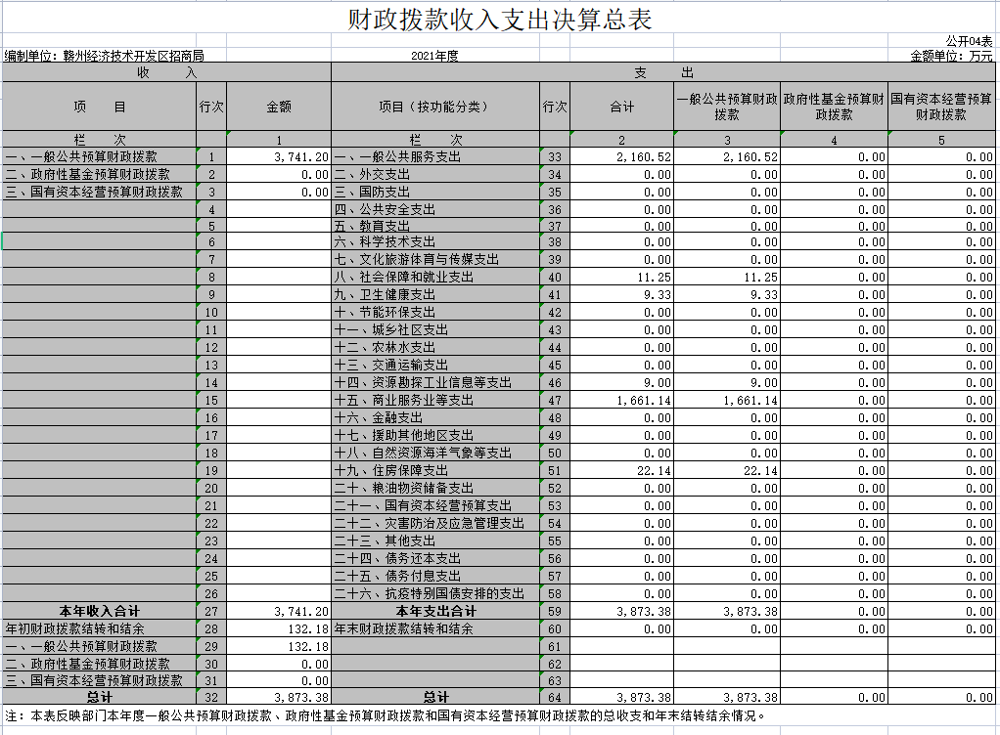 财政拨款收入支出决算总表
公开04表
编制单位：赣州经济技术开发区招商局 2021年度 金额单位：万元
收 入 支 出
项 目 行次 金额 项目（按功能分类） 行次 合计 一般公共预算财政拨款 政府性基金预算财政拨款 国有资本经营预算财政拨款
栏 次 1 栏 次 2 3 4 5
一、一般公共预算财政拨款 1 3,741.20 一、一般公共服务支出 33 2,160.52 2,160.52 0.00 0.00
二、政府性基金预算财政拨款 2 0.00 二、外交支出 34 0.00 0.00 0.00 0.00
三、国有资本经营预算财政拨款 3 0.00 三、国防支出 35 0.00 0.00 0.00 0.00
4 四、公共安全支出 36 0.00 0.00 0.00 0.00
5 五、教育支出 37 0.00 0.00 0.00 0.00
6 六、科学技术支出 38 0.00 0.00 0.00 0.00
7 七、文化旅游体育与传媒支出 39 0.00 0.00 0.00 0.00
8 八、社会保障和就业支出 40 11.25 11.25 0.00 0.00
9 九、卫生健康支出 41 9.33 9.33 0.00 0.00
10 十、节能环保支出 42 0.00 0.00 0.00 0.00
11 十一、城乡社区支出 43 0.00 0.00 0.00 0.00
12 十二、农林水支出 44 0.00 0.00 0.00 0.00
13 十三、交通运输支出 45 0.00 0.00 0.00 0.00
14 十四、资源勘探工业信息等支出 46 9.00 9.00 0.00 0.00
15 十五、商业服务业等支出 47 1,661.14 1,661.14 0.00 0.00
16 十六、金融支出 48 0.00 0.00 0.00 0.00
17 十七、援助其他地区支出 49 0.00 0.00 0.00 0.00
18 十八、自然资源海洋气象等支出 50 0.00 0.00 0.00 0.00
19 十九、住房保障支出 51 22.14 22.14 0.00 0.00
20 二十、粮油物资储备支出 52 0.00 0.00 0.00 0.00
21 二十一、国有资本经营预算支出 53 0.00 0.00 0.00 0.00
22 二十二、灾害防治及应急管理支出 54 0.00 0.00 0.00 0.00
23 二十三、其他支出 55 0.00 0.00 0.00 0.00
24 二十四、债务还本支出 56 0.00 0.00 0.00 0.00
25 二十五、债务付息支出 57 0.00 0.00 0.00 0.00
26 二十六、抗疫特别国债安排的支出 58 0.00 0.00 0.00 0.00
本年收入合计 27 3,741.20 本年支出合计 59 3,873.38 3,873.38 0.00 0.00
年初财政拨款结转和结余 28 132.18 年末财政拨款结转和结余 60 0.00 0.00 0.00 0.00
一、一般公共预算财政拨款 29 132.18 61
二、政府性基金预算财政拨款 30 0.00 62
三、国有资本经营预算财政拨款 31 0.00 63
总计 32 3,873.38 总计 64 3,873.38 3,873.38 0.00 0.00
注：本表反映部门本年度一般公共预算财政拨款、政府性基金预算财政拨款和国有资本经营预算财政拨款的总收支和年末结转结余情况。